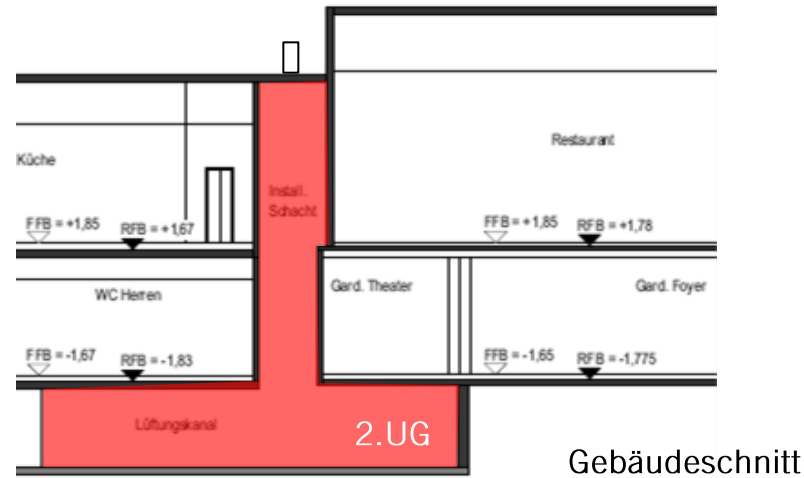 Restaurant
Küche
Install.
Schacht
FFB = +1,85
RFB = +1,67
FFB = +1,85
RFB = +1,78
WC Herren
Gard. Theater
Gard. Foyer
FFB = -1,67
RFB = -1,83
FFB = -1,65
RFB = -1,775
Lüftungskanal
2.UG
Gebäudeschnitt